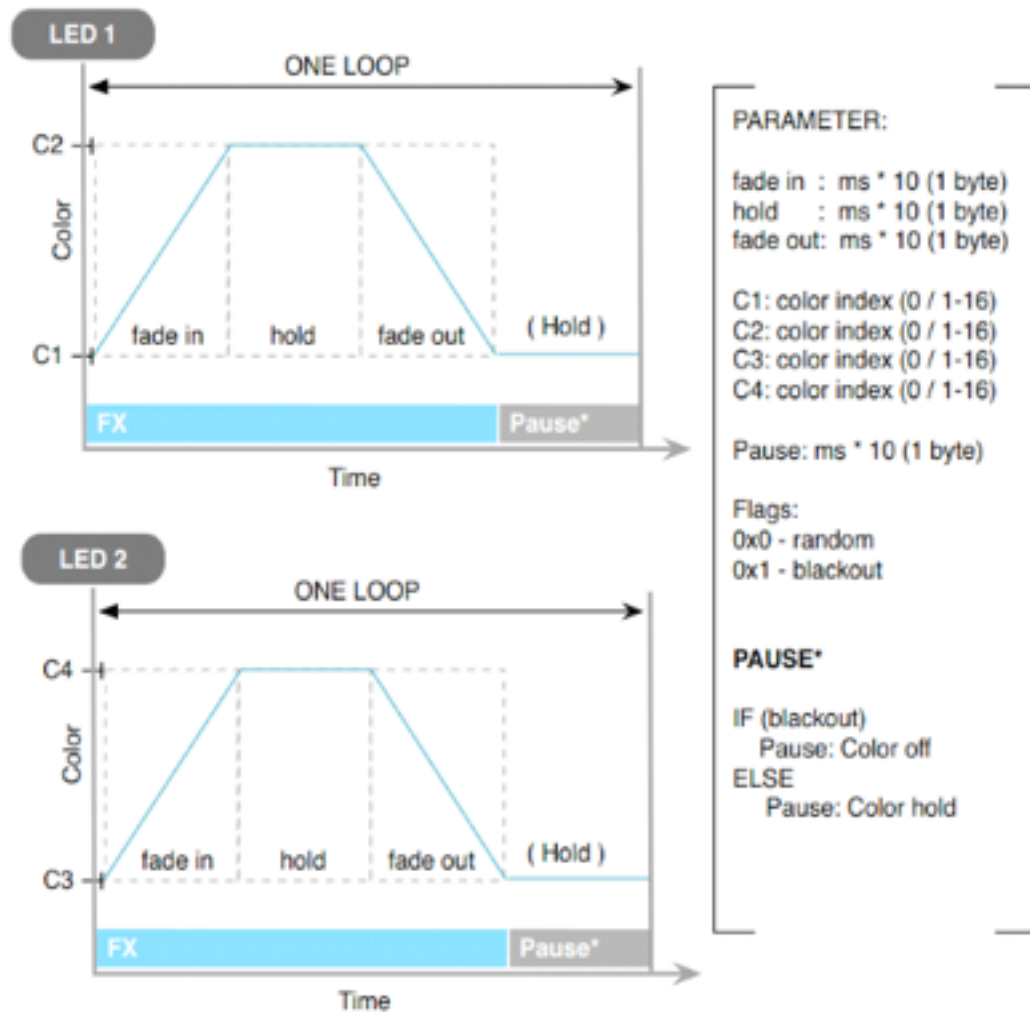 LED 1
ONE LOOP
C2
Color
C1
fade in
hold
fade out
( Hold )
FX
Pause*
Time
LED 2
ONE LOOP
C4
Color
C3
fade in
hold
fade out
( Hold )
FX
Pause*
Time
PARAMETER:
fade in : ms * 10 (1 byte)
hold : ms * 10 (1 byte)
fade out: ms * 10 (1 byte)
C1: color index (0 / 1-16)
C2: color index (0 / 1-16)
C3: color index (0 / 1-16)
C4: color index (0 / 1-16)
Pause: ms * 10 (1 byte)
Flags:
0x0 - random
0x1 - blackout
PAUSE*
IF (blackout)
Pause: Color off
ELSE
Pause: Color hold